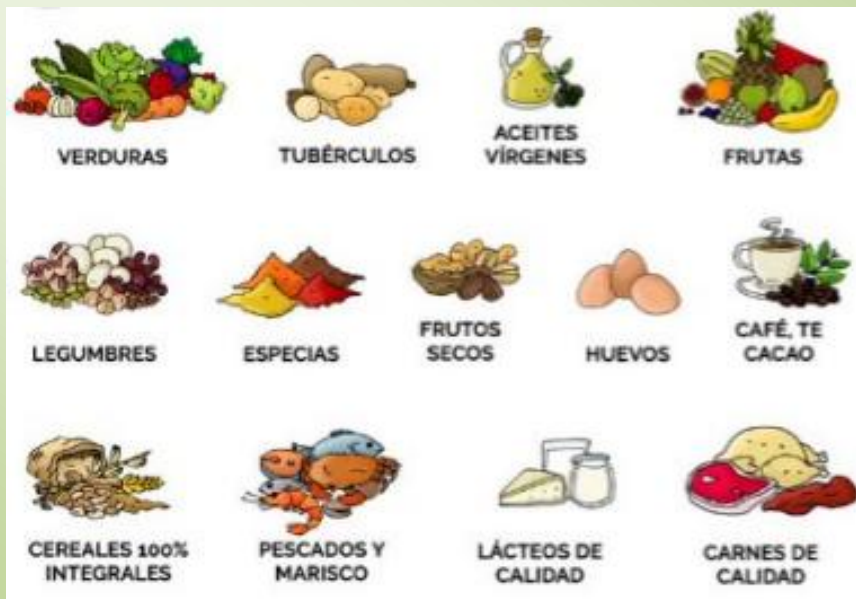 VERDURAS
TUBÉRCULOS
ACEITES
VÍRGENES
FRUTAS
LEGUMBRES
ESPECIAS
FRUTOS
SECOS
HUEVOS
CAFÉ, TE
CACAO
CEREALES 100%
INTEGRALES
PESCADOS Y
MARISCO
LÁCTEOS DE
CALIDAD
CARNES DE
CALIDAD